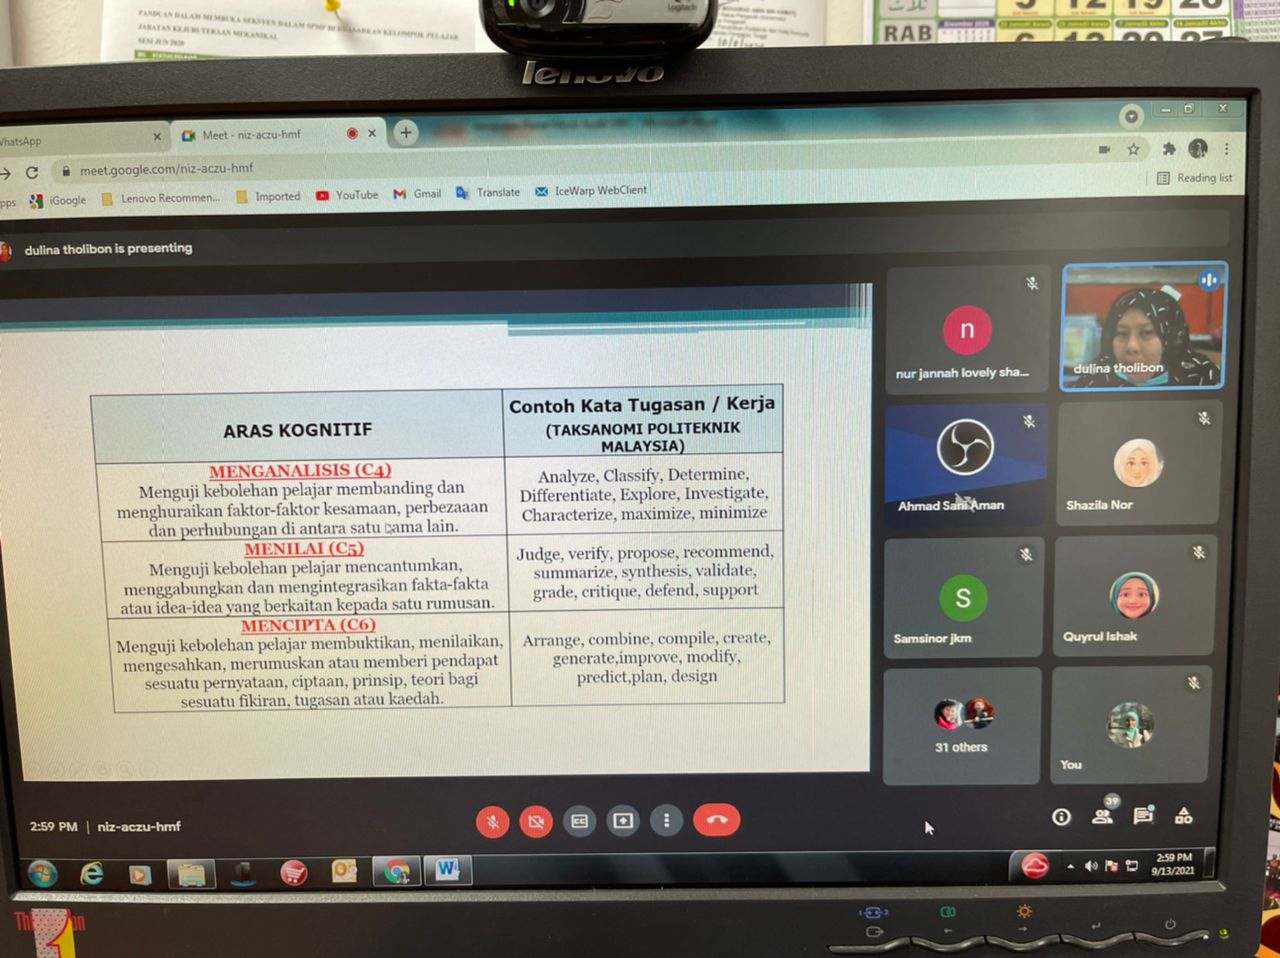 PANDUAN DALAM MEMBUKA SEKSYEN DALAM SPMP BERDASARKAN KELOMPOK PELAJAR
JABATAN KEJURUTERAAN MEKANIKAL
SESI JUN 2020
logitech
RAB
lenovo
WhatsApp
Meet - niz-aczu-hmf
meet.google.com/niz-aczu-hmf
iGoogle
Lenovo Recommen...
Imported
YouTube
Gmail
Translate
IceWarp WebClient
Reading list
dulina tholibon is presenting
ARAS KOGNITIF
Contoh Kata Tugasan / Kerja
(TAKSANOMI POLITEKNIK
MALAYSIA)
MENGANALISIS (C4)
Menguji kebolehan pelajar membanding dan
menghuraikan faktor-faktor kesamaan, perbezaaan
dan perhubungan di antara satu sama lain.
Analyze, Classify, Determine,
Differentiate, Explore, Investigate,
Characterize, maximize, minimize
MENILAI (C5)
Menguji kebolehan pelajar mencantumkan,
menggabungkan dan mengintegrasikan fakta-fakta
atau idea-idea yang berkaitan kepada satu rumusan.
Judge, verify, propose, recommend,
summarize, synthesis, validate,
grade, critique, defend, support
MENCIPTA (C6)
Menguji kebolehan pelajar membuktikan, menilaikan,
mengesahkan, merumuskan atau memberi pendapat
sesuatu pernyataan, ciptaan, prinsip, teori bagi
sesuatu fikiran, tugasan atau kaedah.
Arrange, combine, compile, create,
generate,improve, modify,
predict,plan, design
n
nur jannah lovely sha...
dulina tholibon
Ahmad Sani Aman
Shazila Nor
S
Samsinor jkm
Quyrul Ishak
31 others
You
2:59 PM | niz-aczu-hmf
39
2:59 PM
9/13/2021